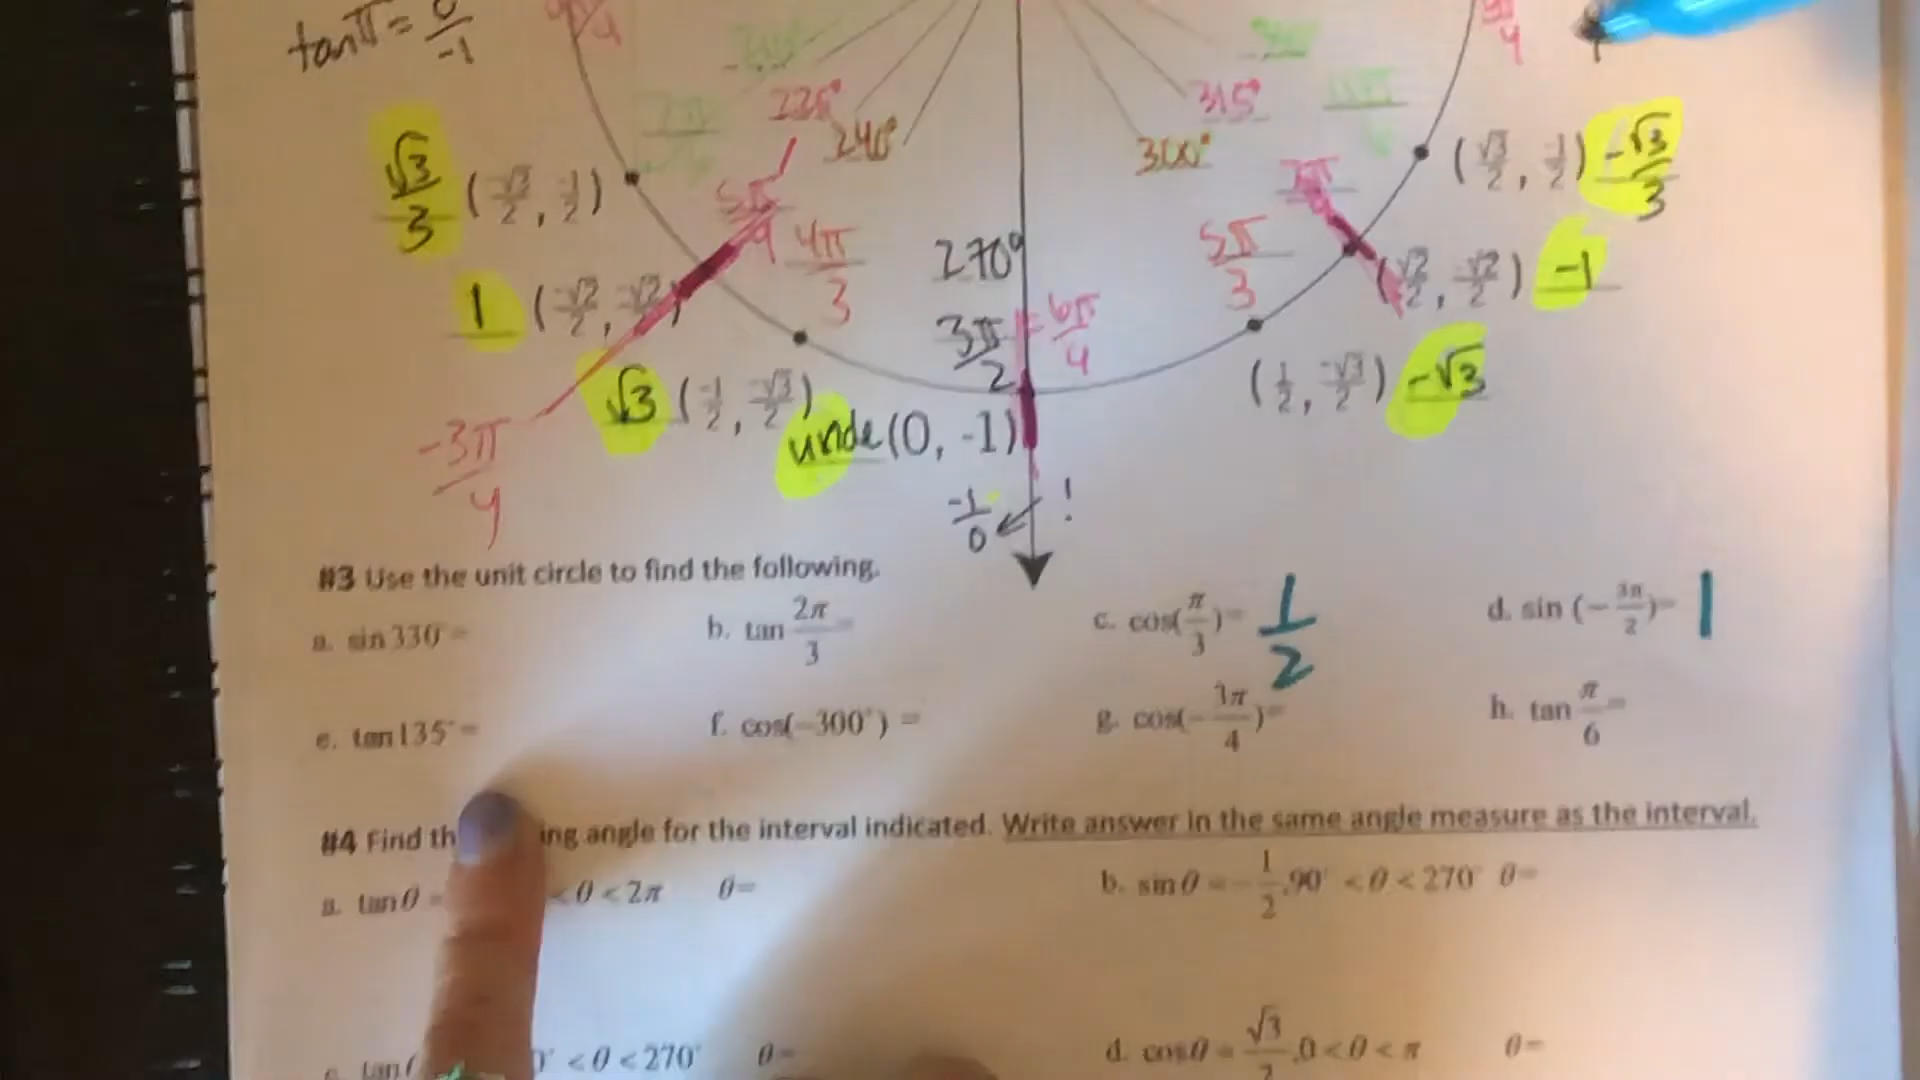 tanπ = 0/-1
225°
315°
240°
300°
√3/3 (-√3/2, -1/2)
(√3/2, -1/2) -√3/3
5π/4
4π/3
270°
5π/3
1 (-√2/2, -√2/2)
3π/2 = 6π/4
(√2/2, -√2/2) -1
√3 (-1/2, -√3/2)
(1/2, -√3/2) -√3
unde (0, -1)
-3π/4
-1/0 !
#3 Use the unit circle to find the following.
a. sin 330° =
b. tan 2π/3 =
c. cos(π/3) = 1/2
d. sin (-3π/2) = 1
e. tan 135° =
f. cos(-300°) =
g. cos(-3π/4) =
h. tan π/6 =
#4 Find th ing angle for the interval indicated. Write answer in the same angle measure as the interval.
a. tan θ = < θ < 2π θ=
b. sin θ = -1/2, 90° < θ < 270° θ=
< θ < 270° θ=
d. cos θ = √3/2, 0 < θ < π θ=